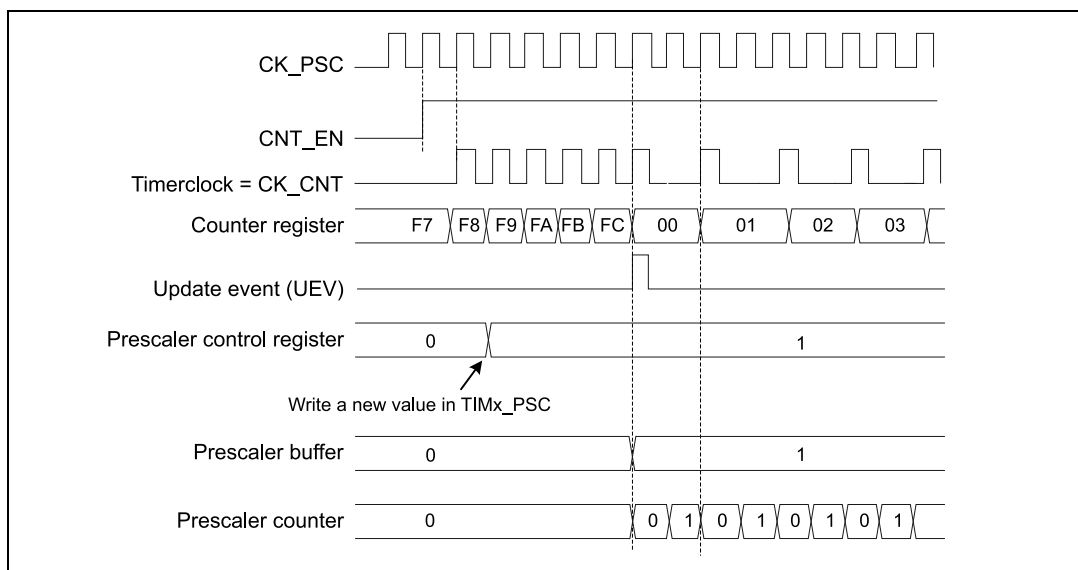 CK_PSC
CNT_EN
Timerclock = CK_CNT
Counter register F7 F8 F9 FA FB FC 00 01 02 03
Update event (UEV)
Prescaler control register 0 1
Write a new value in TIMx_PSC
Prescaler buffer 0 1
Prescaler counter 0 0 1 0 1 0 1 0 1